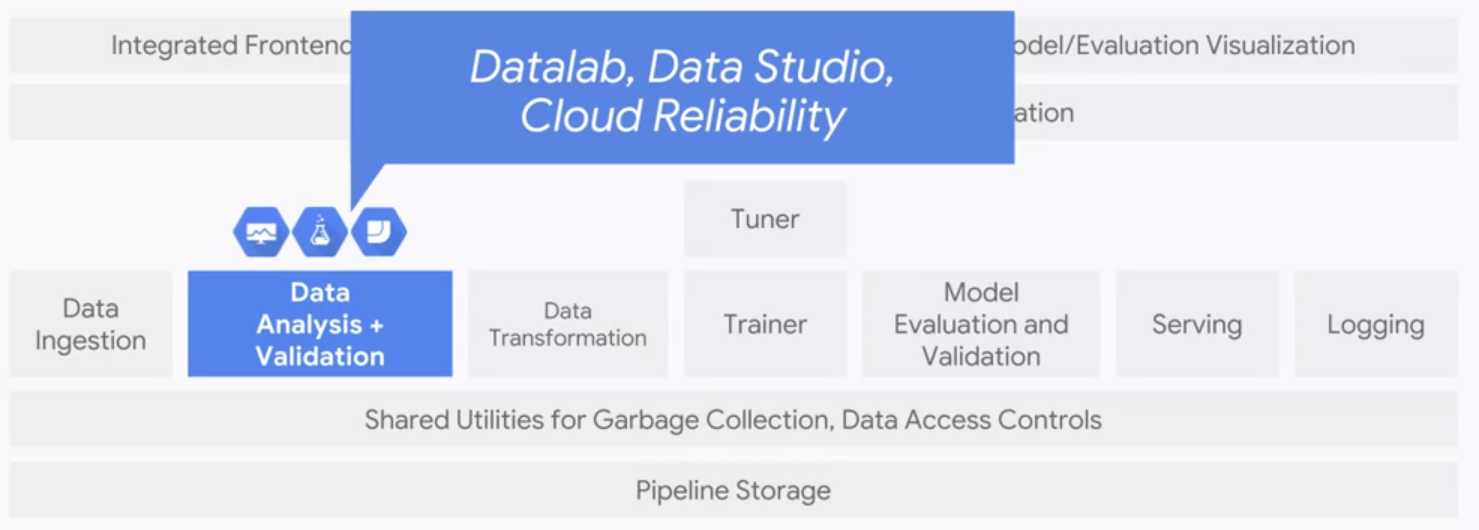 Integrated Frontend
Datalab, Data Studio,
Cloud Reliability
odel/Evaluation Visualization
ation
Tuner
Data
Ingestion
Data
Analysis +
Validation
Data
Transformation
Trainer
Model
Evaluation and
Validation
Serving
Logging
Shared Utilities for Garbage Collection, Data Access Controls
Pipeline Storage